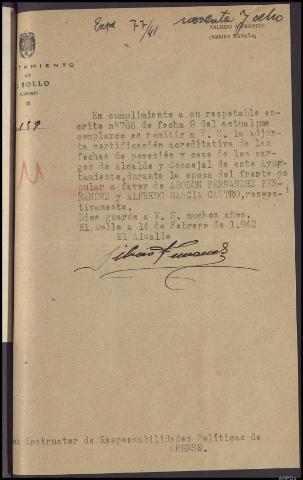 Expe 77/41
noventa y ocho
SALUDO A FRANCO:
¡ARRIBA ESPAÑA!
TAMIENTO
DE
BOLLO
159
En cumplimiento a su respetable es-
crito nº786 de fecha 9 del actual,me
complazco en remitir a V. S. la adjun-
ta certificación acreditativa de las
fechas de posesión y cese de los car-
gos de Alcalde y Concejal de este Ayun-
tamiento,durante la epoca del frente po-
pular a favor de ABODÓN FERNANDEZ FER-
NANDEZ y ALFREDO GARCIA CASTRO,respec-
tivamente.
Dios guarde a V. S. muchos años.
El Bollo a 14 de Febrero de 1.942
El Alcalde
Instructor de Responsabilidades Políticas de
ORENSE.